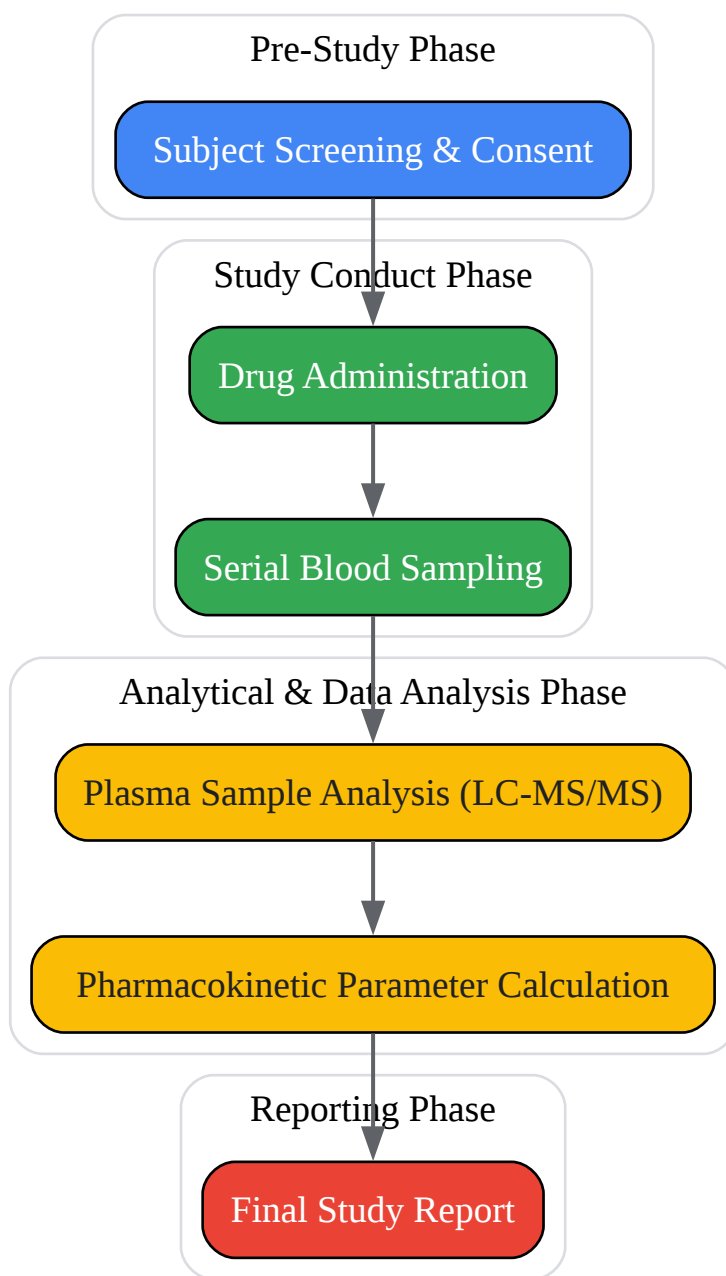 Pre-Study Phase
Subject Screening & Consent
Study Conduct Phase
Drug Administration
Serial Blood Sampling
Analytical & Data Analysis Phase
Plasma Sample Analysis (LC-MS/MS)
Pharmacokinetic Parameter Calculation
Reporting Phase
Final Study Report